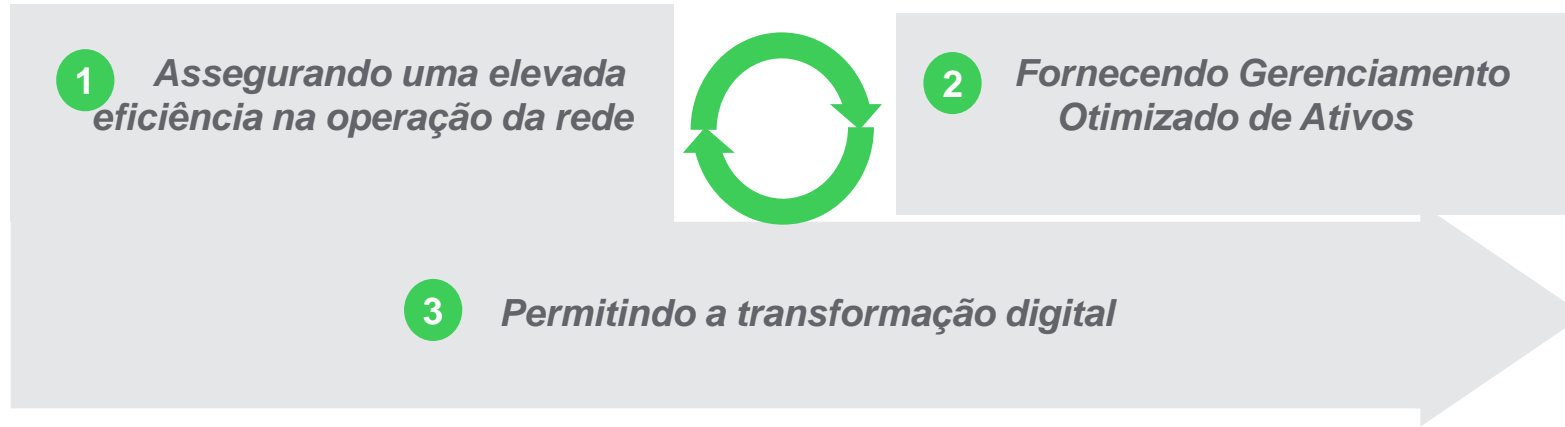 1 Assegurando uma elevada
eficiência na operação da rede
2 Fornecendo Gerenciamento
Otimizado de Ativos
3 Permitindo a transformação digital